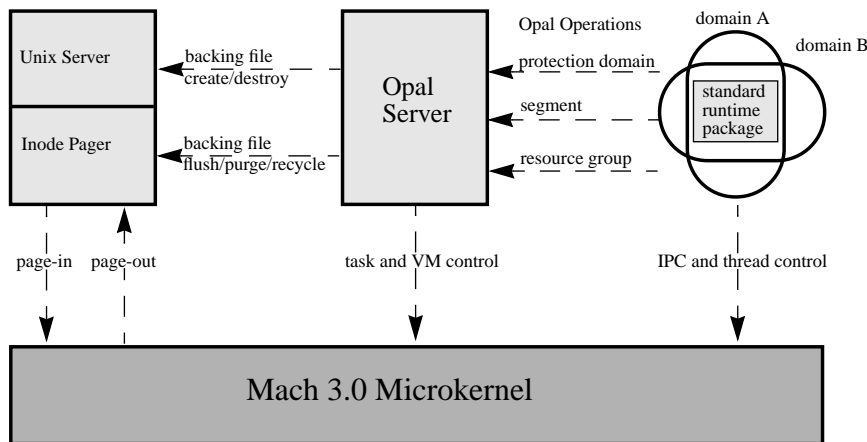 domain A
Opal Operations
domain B
Unix Server
backing file
create/destroy
Opal
Server
protection domain
standard
runtime
package
segment
Inode Pager
backing file
flush/purge/recycle
resource group
page-in
page-out
task and VM control
IPC and thread control
Mach 3.0 Microkernel